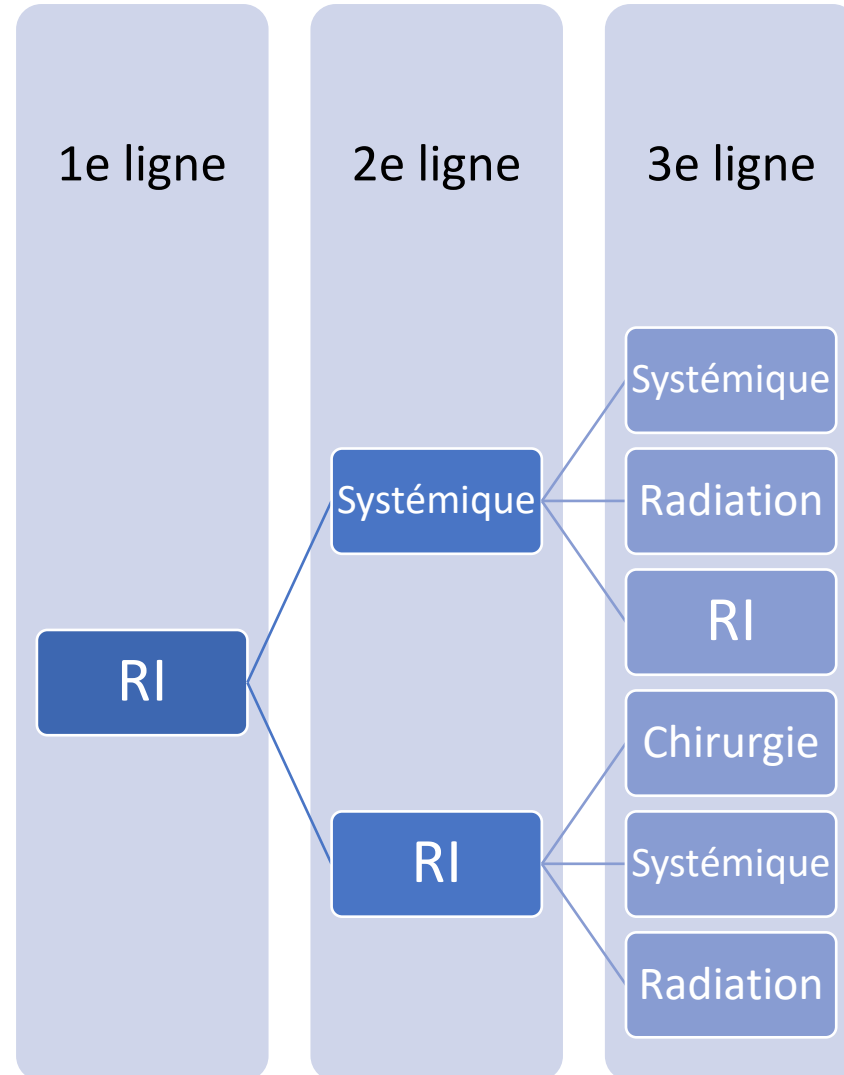 1e ligne
2e ligne
3e ligne
RI
Systémique
RI
Systémique
Radiation
RI
Chirurgie
Systémique
Radiation